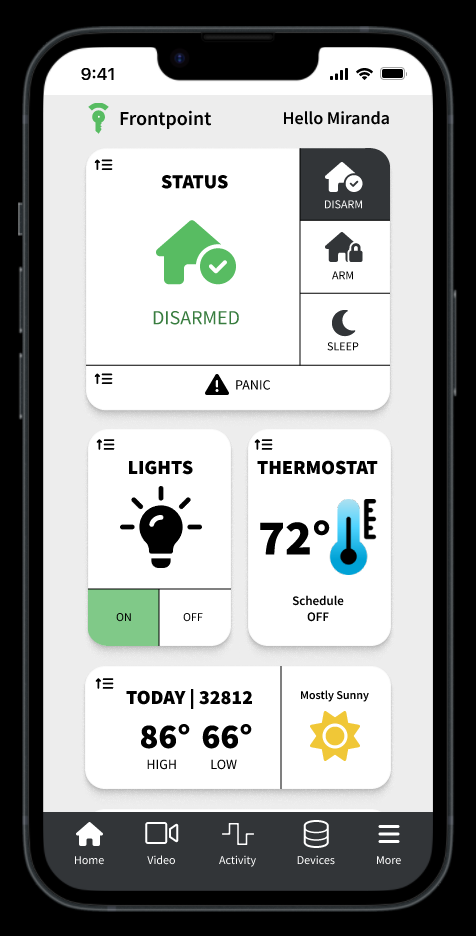 9:41
Frontpoint
Hello Miranda
STATUS
DISARMED
DISARM
ARM
SLEEP
PANIC
LIGHTS
ON
OFF
THERMOSTAT
72°
Schedule
OFF
TODAY | 32812
86° 66°
HIGH LOW
Mostly Sunny
Home Video Activity Devices More